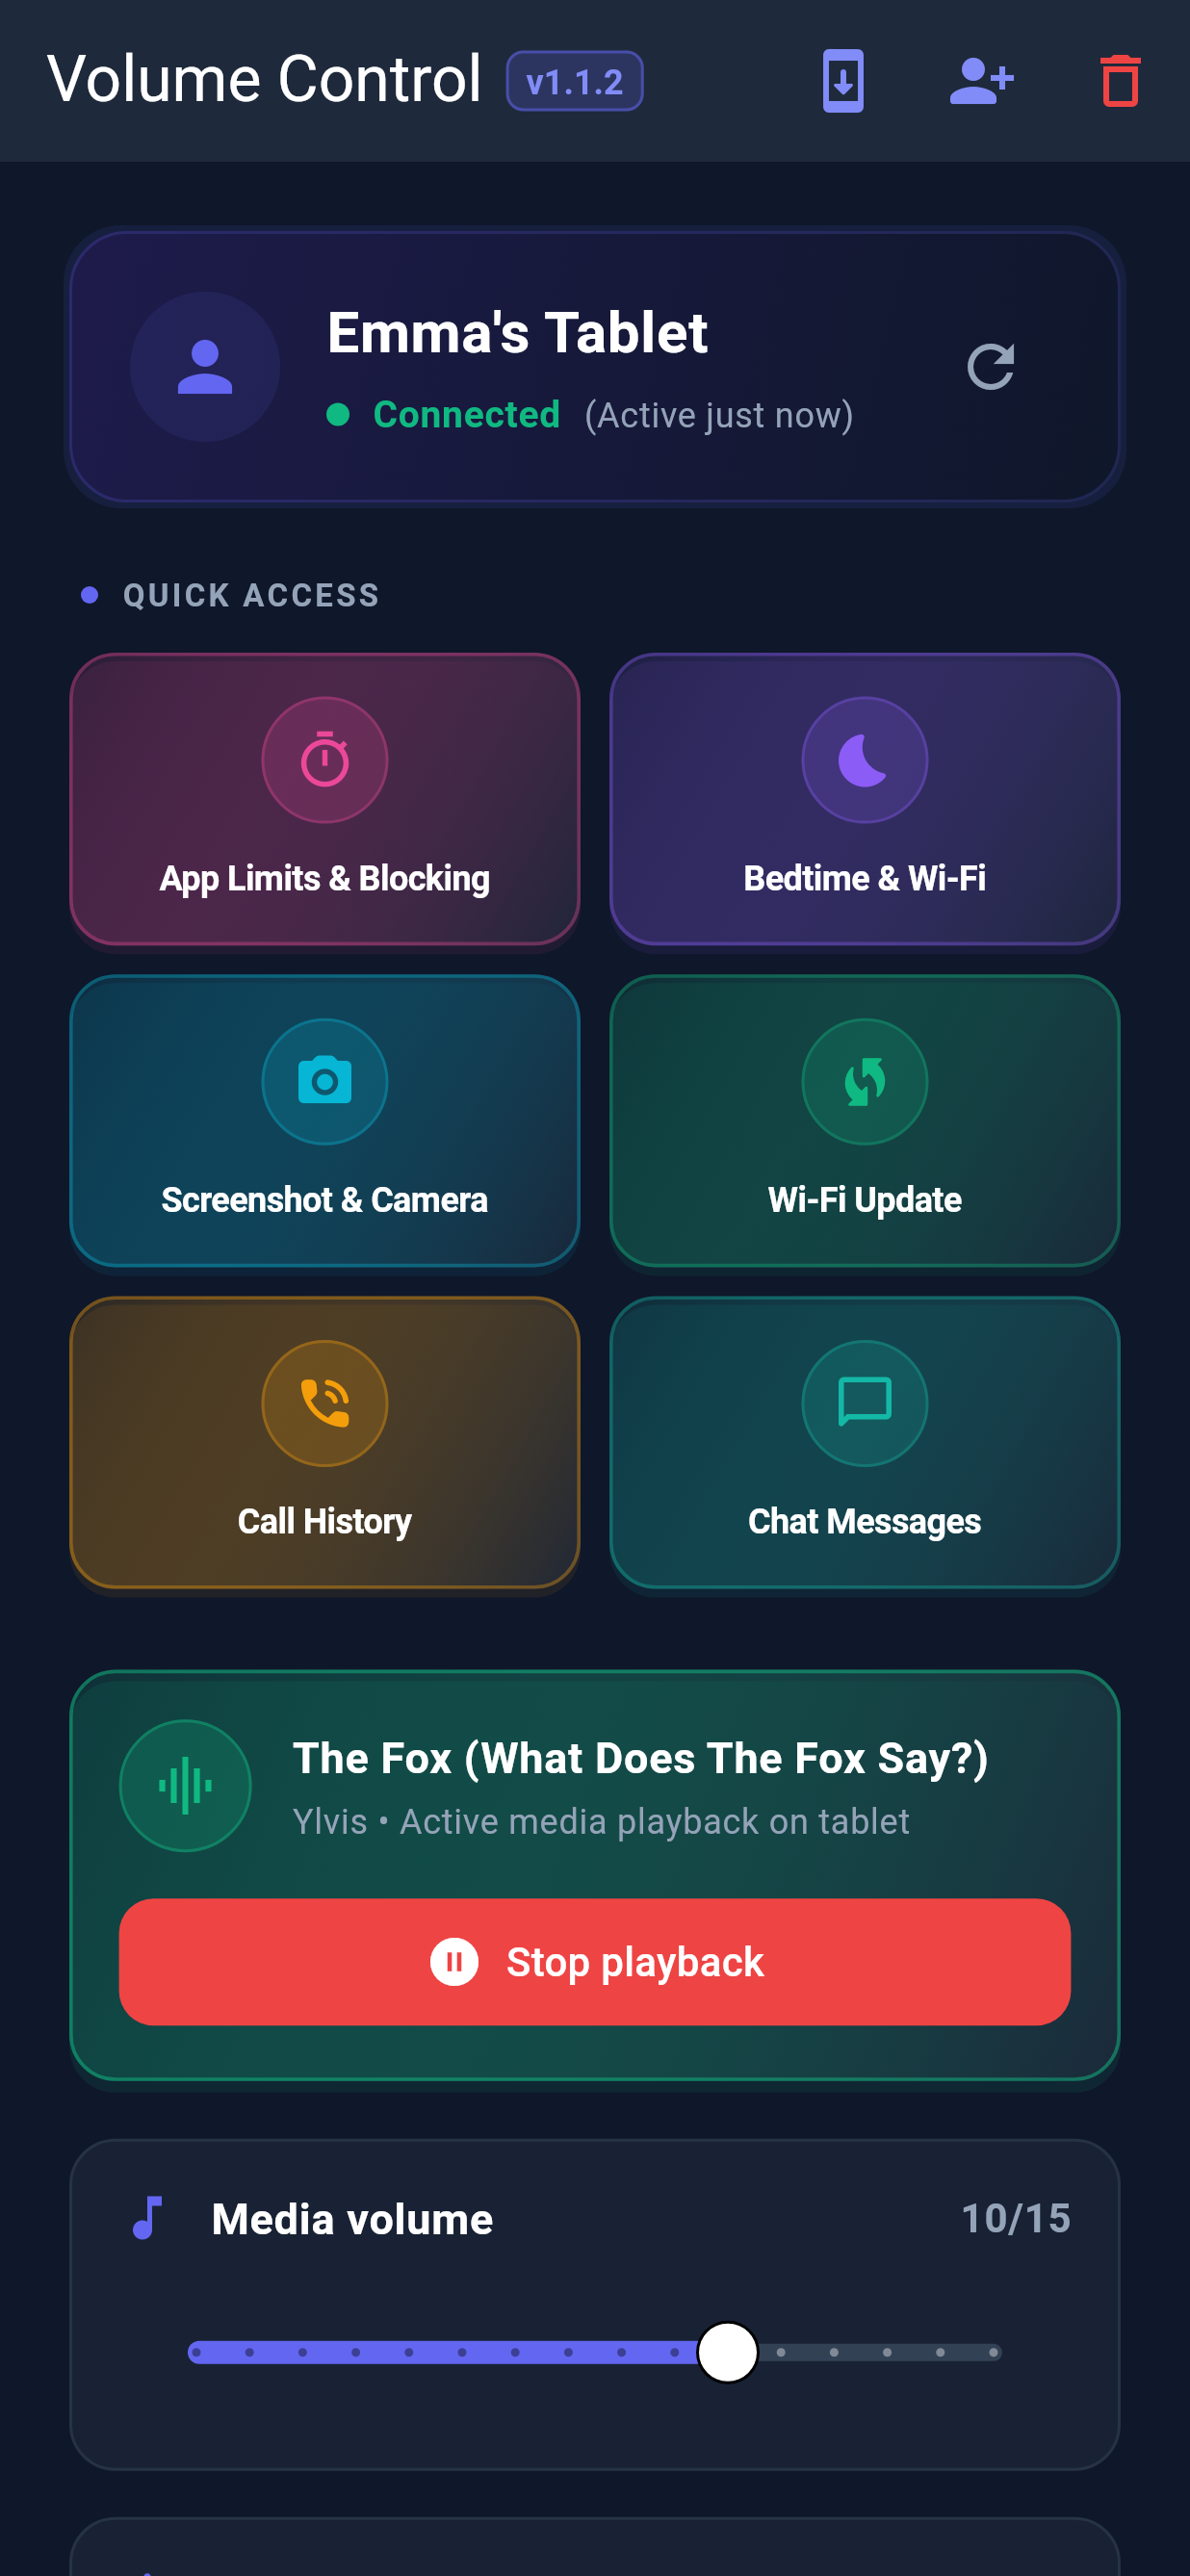 Volume Control v1.1.2
Emma's Tablet
Connected (Active just now)
QUICK ACCESS
App Limits & Blocking
Bedtime & Wi-Fi
Screenshot & Camera
Wi-Fi Update
Call History
Chat Messages
The Fox (What Does The Fox Say?)
Ylvis • Active media playback on tablet
Stop playback
Media volume 10/15